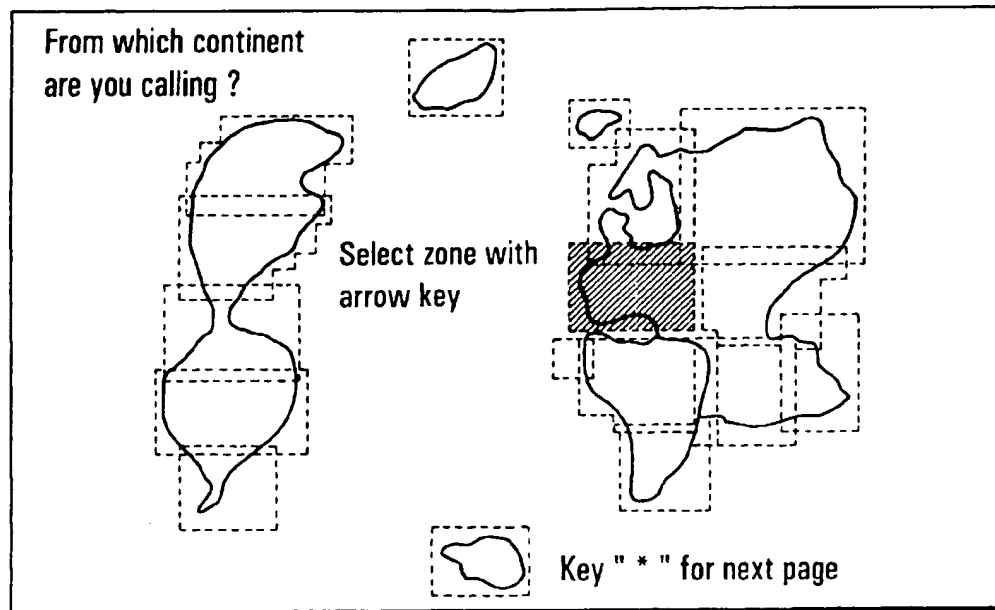 From which continent
are you calling ?
Select zone with
arrow key
Key " * " for next page